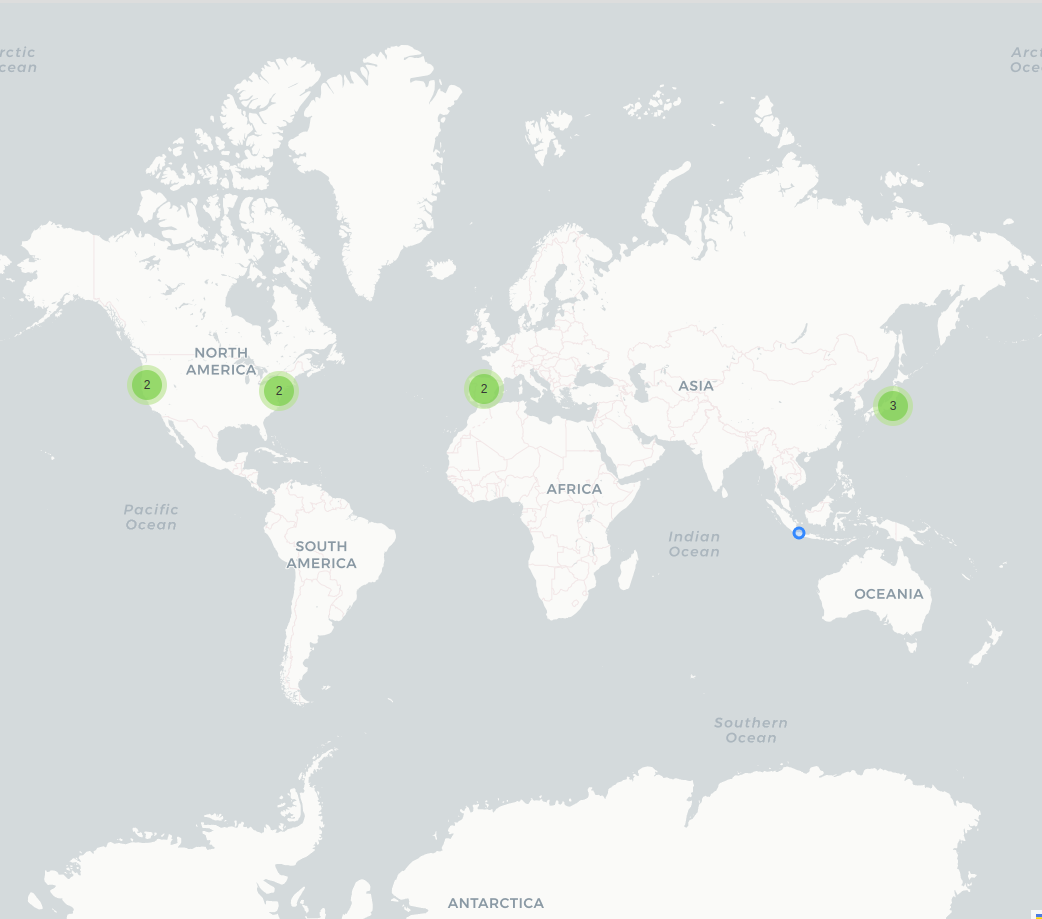 rctic
cean
Arct
Oce
NORTH
AMERICA
2
2
2
ASIA
3
AFRICA
Pacific
Ocean
Indian
Ocean
SOUTH
AMERICA
OCEANIA
Southern
Ocean
ANTARCTICA